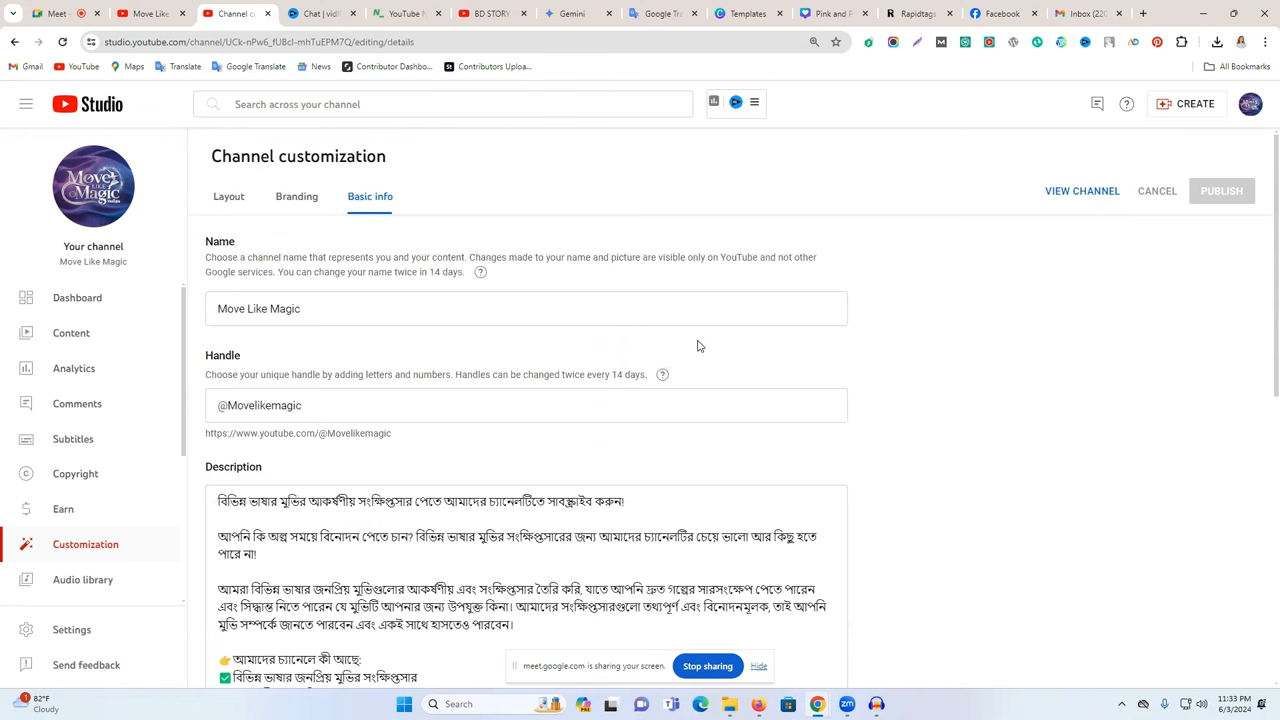 Meet
Move Lik
Channel c
Chat | vidI
Netflix - M
BD STORY
Gemini
Google Tra
Templates
Pink and
Rapidtags
Facebook
Inbox (220
studio.youtube.com/channel/UCk-nPw6_fUBcl-mhTuEPM7Q/editing/details
Gmail
YouTube
Maps
Translate
Google Translate
News
Contributor Dashbo...
Contributors Uploa...
All Bookmarks
Studio
Search across your channel
CREATE
Move LIKE Magic
Your channel
Move Like Magic
Dashboard
Content
Analytics
Comments
Subtitles
Copyright
Earn
Customization
Audio library
Settings
Send feedback
Channel customization
Layout
Branding
Basic info
VIEW CHANNEL
CANCEL
PUBLISH
Name
Choose a channel name that represents you and your content. Changes made to your name and picture are visible only on YouTube and not other
Google services. You can change your name twice in 14 days.
Move Like Magic
Handle
Choose your unique handle by adding letters and numbers. Handles can be changed twice every 14 days.
@Movelikemagic
https://www.youtube.com/@Movelikemagic
Description
বিভিন্ন ভাষার মুভির আকর্ষণীয় সংক্ষিপ্তসার পেতে আমাদের চ্যানেলটিতে সাবস্ক্রাইব করুন!
আপনি কি অল্প সময়ে বিনোদন পেতে চান? বিভিন্ন ভাষার মুভির সংক্ষিপ্তসারের জন্য আমাদের চ্যানেলটির চেয়ে ভালো আর কিছু হতে
পারে না!
আমরা বিভিন্ন ভাষার জনপ্রিয় মুভিগুলোর আকর্ষণীয় এবং সংক্ষিপ্তসার তৈরি করি, যাতে আপনি দ্রুত গল্পের সারসংক্ষেপ পেতে পারেন
এবং সিদ্ধান্ত নিতে পারেন যে মুভিটি আপনার জন্য উপযুক্ত কিনা। আমাদের সংক্ষিপ্তসারগুলো তথ্যপূর্ণ এবং বিনোদনমূলক, তাই আপনি
মুভি সম্পর্কে জানতে পারবেন এবং একই সাথে হাসতেও পারবেন।
👉আমাদের চ্যানেলে কী আছে:
✅বিভিন্ন ভাষার জনপ্রিয় মুভির সংক্ষিপ্তসার
meet.google.com is sharing your screen.
Stop sharing
Hide
82°F
Cloudy
Search
11:33 PM
6/3/2024